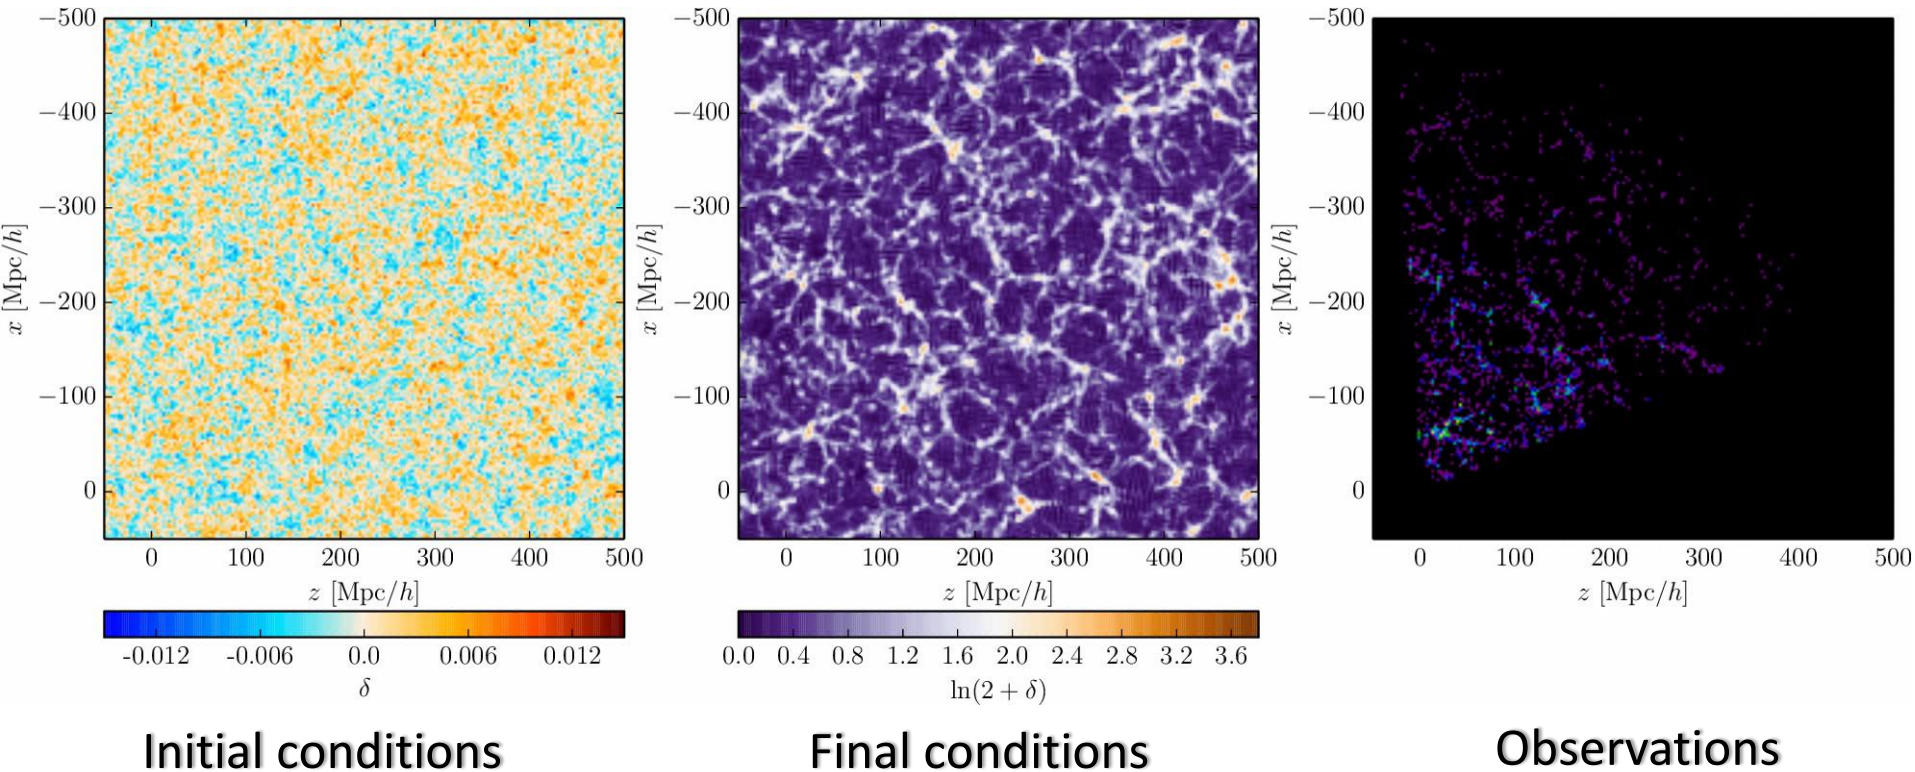 −500
−400
−300
−200
−100
0
x [Mpc/h]
0 100 200 300 400 500
z [Mpc/h]
-0.012 -0.006 0.0 0.006 0.012
δ
Initial conditions
−500
−400
−300
−200
−100
0
x [Mpc/h]
0 100 200 300 400 500
z [Mpc/h]
0.0 0.4 0.8 1.2 1.6 2.0 2.4 2.8 3.2 3.6
ln(2 + δ)
Final conditions
−500
−400
−300
−200
−100
0
x [Mpc/h]
0 100 200 300 400 500
z [Mpc/h]
Observations